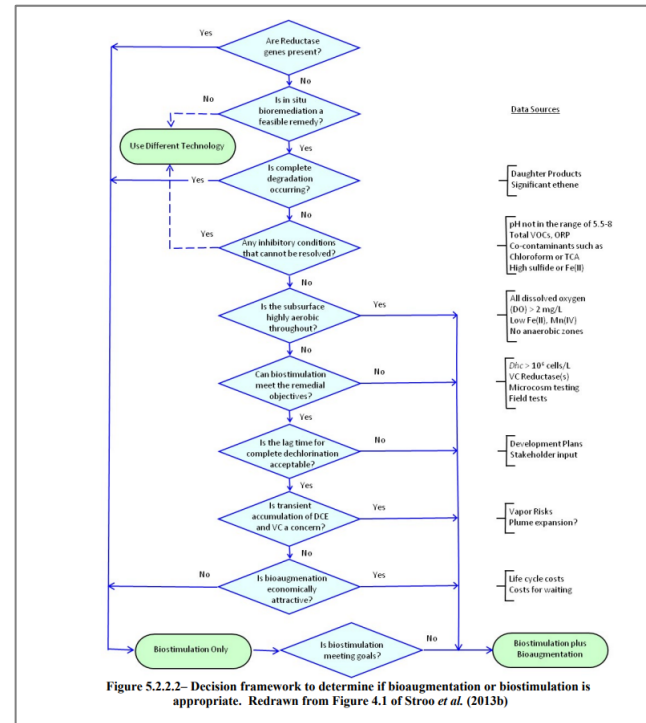 Yes
Are Reductase
genes present?
No
No
Is in situ
bioremediation a
feasible remedy?
Data Sources
Use Different Technology
Yes
Yes
Is complete
degradation
occurring?
Daughter Products
Significant ethene
No
Yes
Any inhibitory conditions
that cannot be resolved?
pH not in the range of 5.5-8
Total VOCs, ORP
Co-contaminants such as
Chloroform or TCA
High sulfide or Fe(II)
No
Is the subsurface
highly aerobic
throughout?
Yes
All dissolved oxygen
(DO) > 2 mg/L
Low Fe(II), Mn(IV)
No anaerobic zones
No
Can biostimulation
meet the remedial
objectives?
No
Dhc > 10⁶ cells/L
VC Reductase(s)
Microcosm testing
Field tests
Yes
Is the lag time for
complete dechlorination
acceptable?
No
Development Plans
Stakeholder input
Yes
Is transient
accumulation of DCE
and VC a concern?
Yes
Vapor Risks
Plume expansion?
No
No
Is bioaugmenation
economically
attractive?
Yes
Life cycle costs
Costs for waiting
Biostimulation Only
Is biostimulation
meeting goals?
No
Biostimulation plus
Bioaugmentation
Figure 5.2.2.2– Decision framework to determine if bioaugmentation or biostimulation is
appropriate. Redrawn from Figure 4.1 of Stroo et al. (2013b)